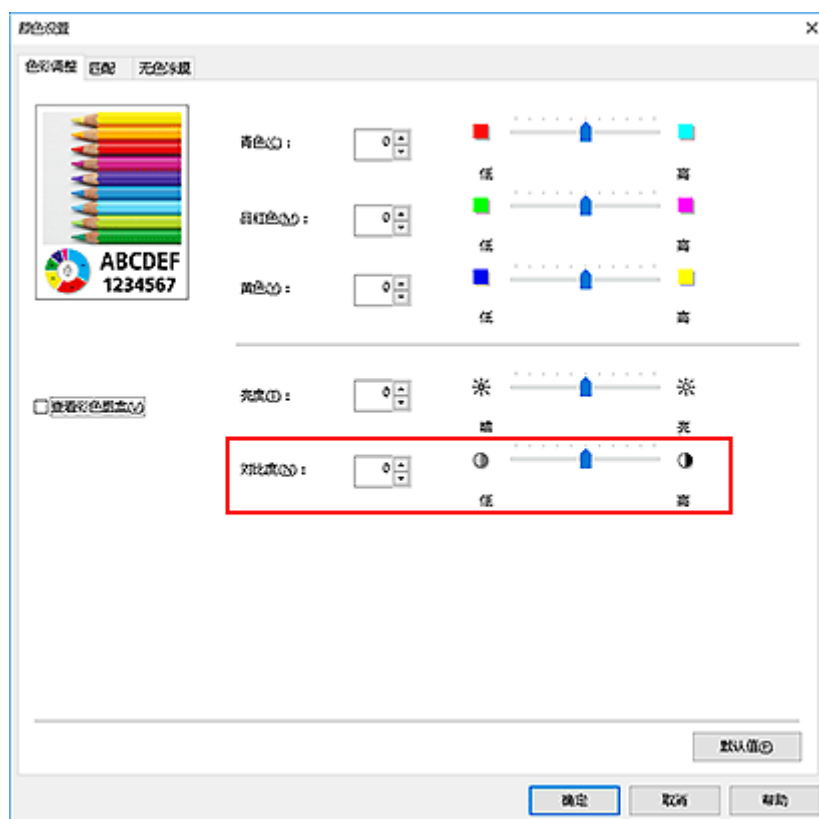 颜色设置
色彩调整 匹配 无色涂膜
ABCDEF
1234567
青色(C)： 0
低 高
品红色(M)： 0
低 高
黄色(Y)： 0
低 高
查看彩色图案(V)
亮度(T)： 0
暗 亮
对比度(N)： 0
低 高
默认值(F)
确定 取消 帮助